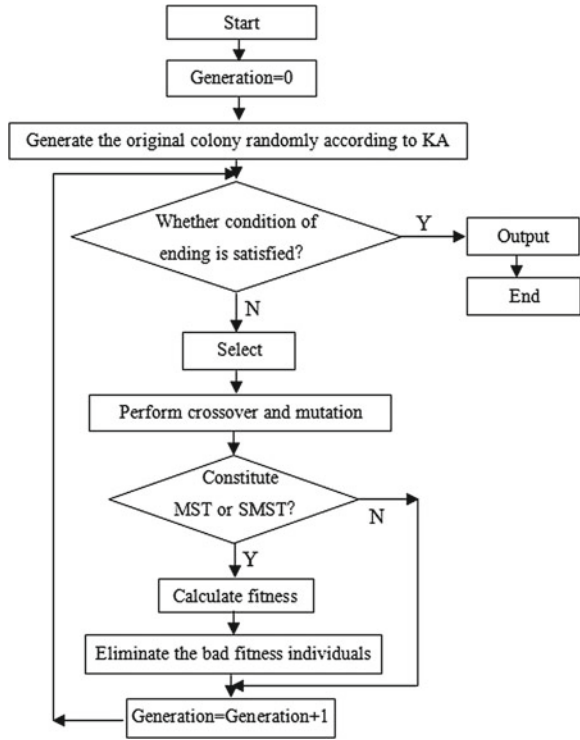 Start
Generation=0
Generate the original colony randomly according to KA
Whether condition of
ending is satisfied?
Y
Output
End
N
Select
Perform crossover and mutation
Constitute
MST or SMST?
N
Y
Calculate fitness
Eliminate the bad fitness individuals
Generation=Generation+1